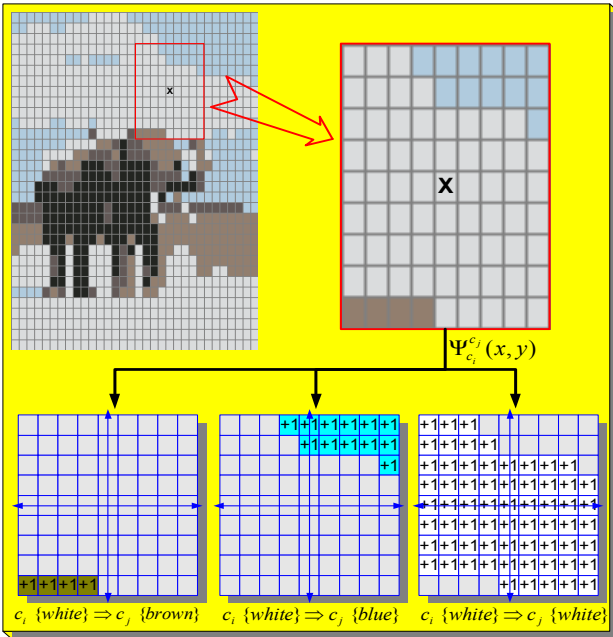 x
X
Ψ_{c_i}^{c_j}(x, y)
+1 +1 +1 +1
c_i {white} ⇒ c_j {brown}
+1 +1 +1 +1 +1 +1
+1 +1 +1 +1 +1
+1
c_i {white} ⇒ c_j {blue}
+1 +1 +1
+1 +1 +1 +1
+1 +1 +1 +1 +1 +1 +1 +1
+1 +1 +1 +1 +1 +1 +1 +1 +1
+1 +1 +1 +1 +1 +1 +1 +1 +1
+1 +1 +1 +1 +1 +1 +1 +1 +1
+1 +1 +1 +1 +1 +1 +1 +1 +1
+1 +1 +1 +1 +1 +1 +1 +1 +1
+1 +1 +1 +1 +1
c_i {white} ⇒ c_j {white}